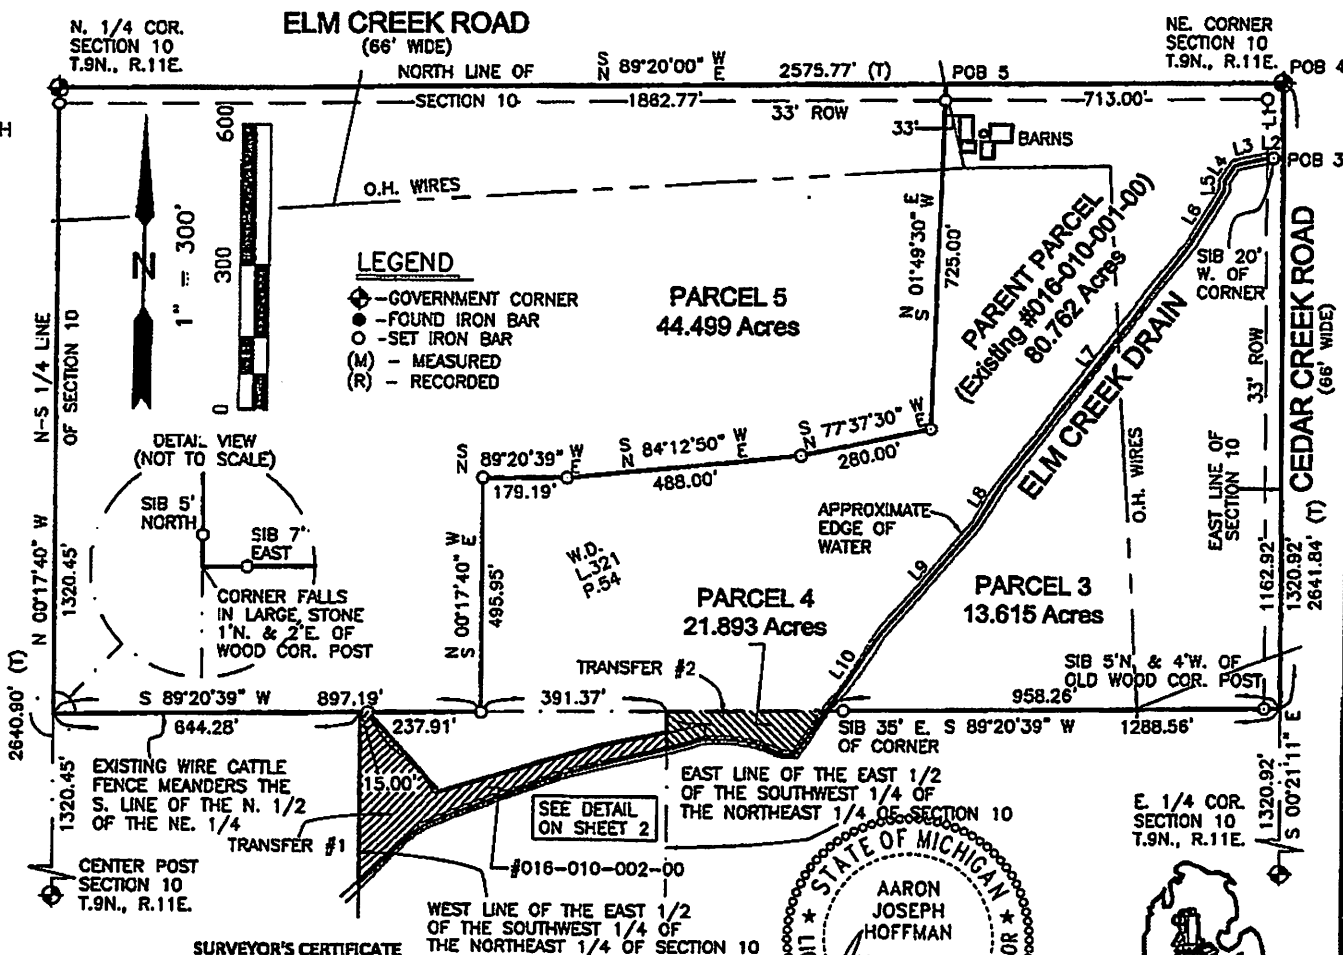 ELM CREEK ROAD
(66' WIDE)
N. 1/4 COR.
SECTION 10
T.9N., R.11E.
NE. CORNER
SECTION 10
T.9N., R.11E.
POB 4
NORTH LINE OF
S 89°20'00" W
N E
2575.77' (T)
POB 5
SECTION 10
1862.77'
33' ROW
713.00'
H
33'
BARNS
L1
L2
L3
L4
L5
L6
POB 3
O.H. WIRES
600
300
0
1" = 300'
N
LEGEND
-GOVERNMENT CORNER
-FOUND IRON BAR
-SET IRON BAR
(M) - MEASURED
(R) - RECORDED
PARCEL 5
44.499 Acres
N 01°49'30" E
S W
725.00'
PARENT PARCEL
(Existing #016-010-001-00)
80.762 Acres
SIB 20'
W. OF
CORNER
ELM CREEK DRAIN
L7
L8
L9
L10
33' ROW
CEDAR CREEK ROAD
(66' WIDE)
N-S 1/4 LINE
OF SECTION 10
DETAIL VIEW
(NOT TO SCALE)
SIB 5'
NORTH
SIB 7'
EAST
CORNER FALLS
IN LARGE STONE
1'N. & 2'E. OF
WOOD COR. POST
S 89°20'39" W
N E
179.19'
S 84°12'50" W
N E
488.00'
S 77°37'30" W
N E
280.00'
APPROXIMATE
EDGE OF
WATER
O.H. WIRES
EAST LINE OF
SECTION 10
N 00°17'40" W
1320.45'
2640.90' (T)
N 00°17'40" W
S E
495.95'
W.D.
L.321
P.54
PARCEL 4
21.893 Acres
PARCEL 3
13.615 Acres
1162.92'
1320.92'
2641.84' (T)
TRANSFER #2
SIB 5'N. & 4'W. OF
OLD WOOD COR. POST
S 89°20'39" W
897.19'
391.37'
958.26'
644.28'
237.91'
SIB 35' E.
OF CORNER
S 89°20'39" W
1288.56'
1320.45'
EXISTING WIRE CATTLE
FENCE MEANDERS THE
S. LINE OF THE N. 1/2
OF THE NE. 1/4
15.00'
TRANSFER #1
SEE DETAIL
ON SHEET 2
EAST LINE OF THE EAST 1/2
OF THE SOUTHWEST 1/4 OF
THE NORTHEAST 1/4 OF SECTION 10
E. 1/4 COR.
SECTION 10
T.9N., R.11E.
1320.92'
S 00°21'11" E
CENTER POST
SECTION 10
T.9N., R.11E.
#016-010-002-00
WEST LINE OF THE EAST 1/2
OF THE SOUTHWEST 1/4 OF
THE NORTHEAST 1/4 OF SECTION 10
STATE OF MICHIGAN
AARON
JOSEPH
HOFFMAN
SURVEYOR'S CERTIFICATE